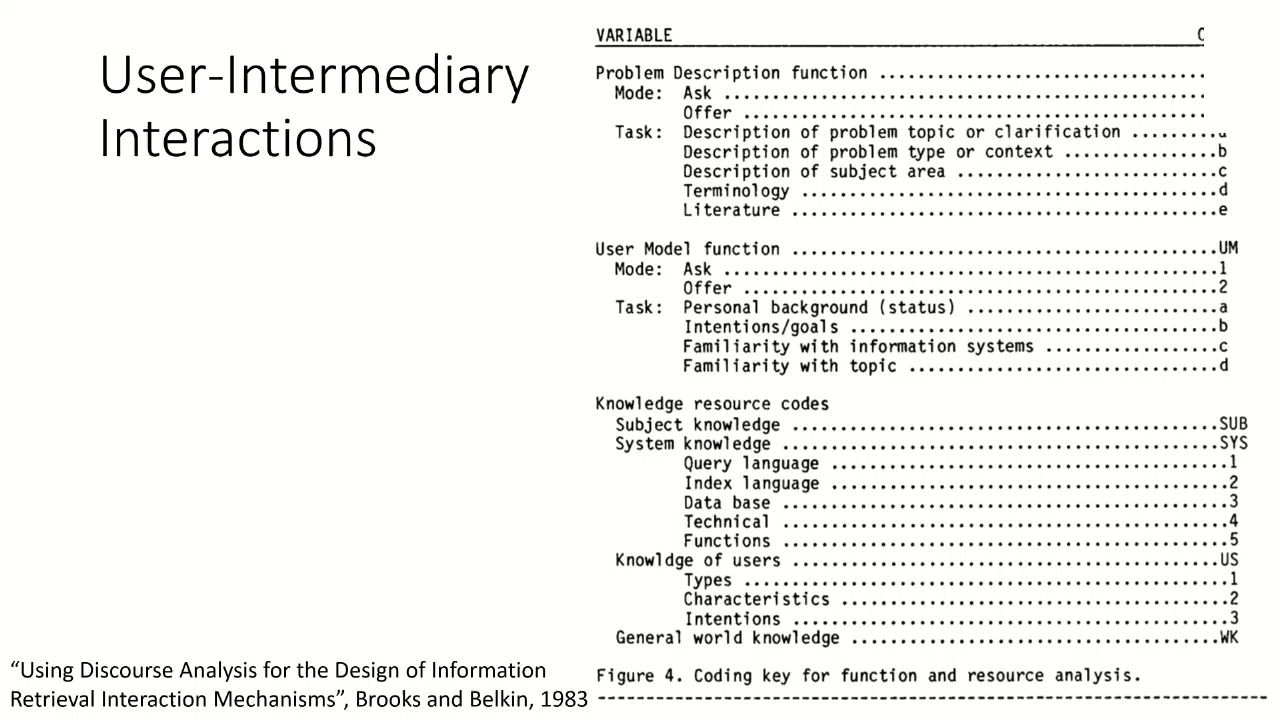 User-Intermediary
Interactions
VARIABLE
Problem Description function ..................................
Mode: Ask ..................................................
Offer ................................................
Task: Description of problem topic or clarification .........
Description of problem type or context ................b
Description of subject area ...........................c
Terminology ...........................................d
Literature ............................................e
User Model function ............................................UM
Mode: Ask ...................................................1
Offer .................................................2
Task: Personal background (status) ..........................a
Intentions/goals ......................................b
Familiarity with information systems ..................c
Familiarity with topic ................................d
Knowledge resource codes
Subject knowledge ............................................SUB
System knowledge .............................................SYS
Query language .........................................1
Index language .........................................2
Data base ..............................................3
Technical ..............................................4
Functions ..............................................5
Knowldge of users ............................................US
Types ..................................................1
Characteristics ........................................2
Intentions .............................................3
General world knowledge ......................................WK
Figure 4. Coding key for function and resource analysis.
“Using Discourse Analysis for the Design of Information
Retrieval Interaction Mechanisms”, Brooks and Belkin, 1983